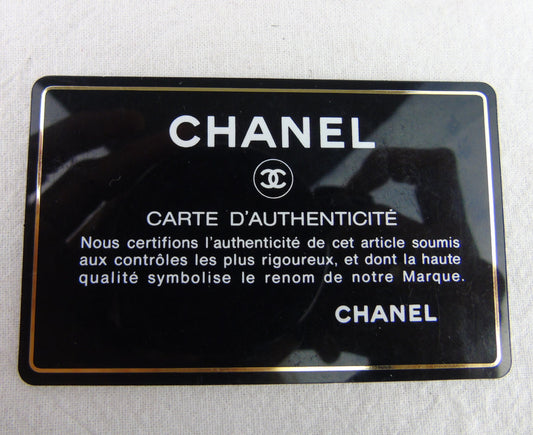 CHANEL
CARTE D'AUTHENTICITÉ
Nous certifions l'authenticité de cet article soumis
aux contrôles les plus rigoureux, et dont la haute
qualité symbolise le renom de notre Marque.
CHANEL